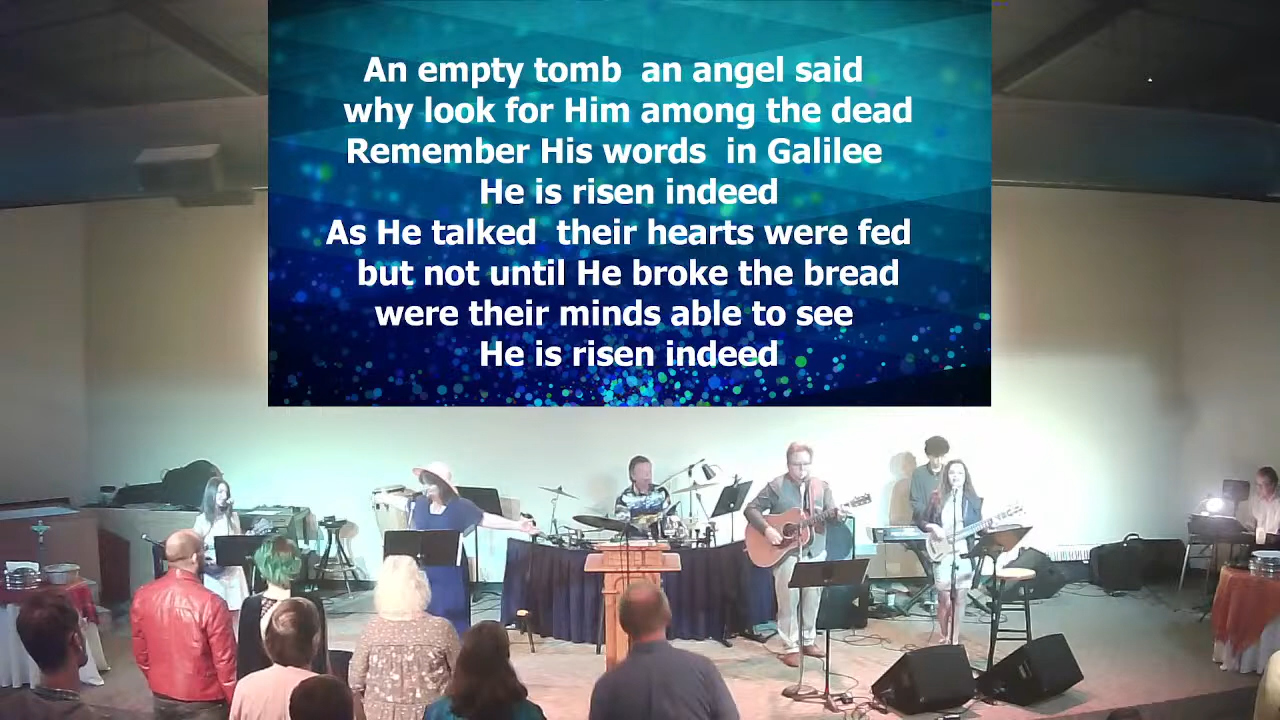 An empty tomb an angel said
why look for Him among the dead
Remember His words in Galilee
He is risen indeed
As He talked their hearts were fed
but not until He broke the bread
were their minds able to see
He is risen indeed